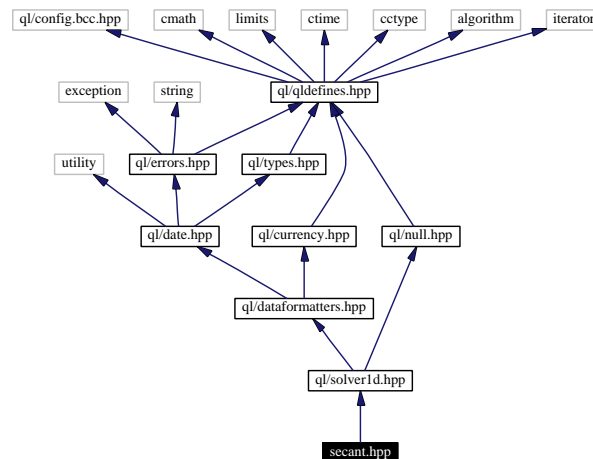 ql/config.bcc.hpp cmath limits ctime cctype algorithm iterator
exception string ql/qldefines.hpp
utility ql/errors.hpp ql/types.hpp
ql/date.hpp ql/currency.hpp ql/null.hpp
ql/dataformatters.hpp
ql/solver1d.hpp
secant.hpp